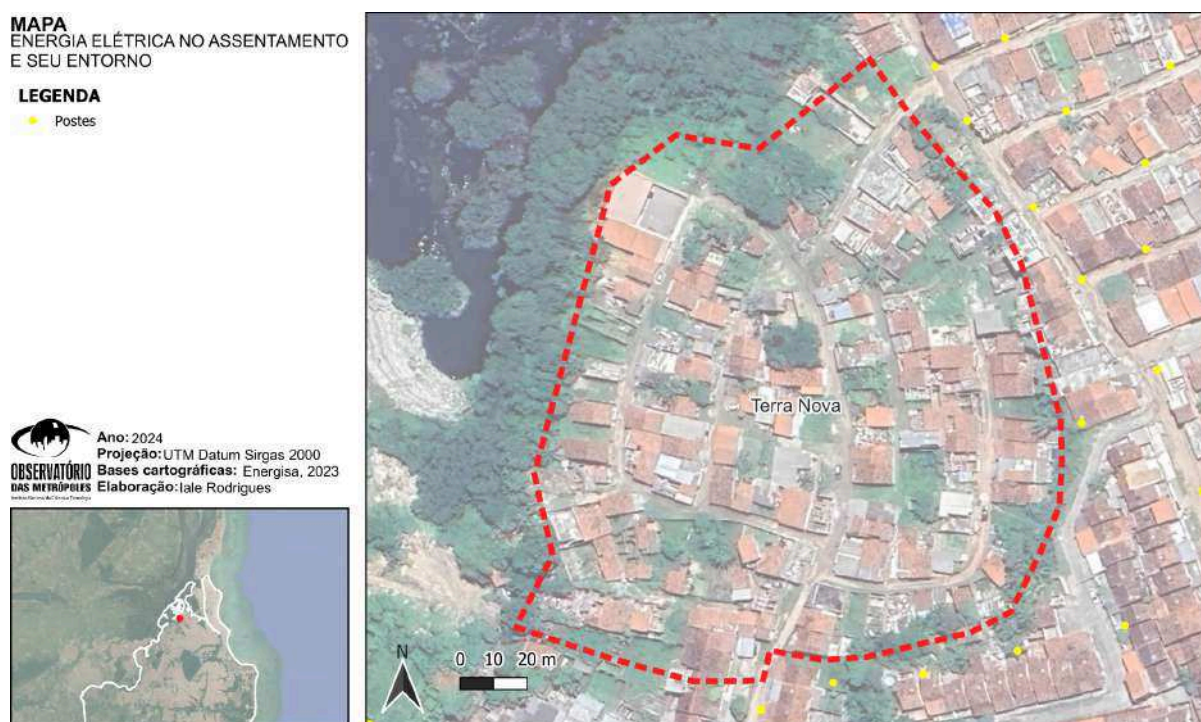 MAPA
ENERGIA ELÉTRICA NO ASSENTAMENTO
E SEU ENTORNO
LEGENDA
Postes
OBSERVATÓRIO
DAS METRÓPOLES
Ano: 2024
Projeção: UTM Datum Sirgas 2000
Bases cartográficas: Energisa, 2023
Elaboração: Iale Rodrigues
Terra Nova
N
0 10 20 m